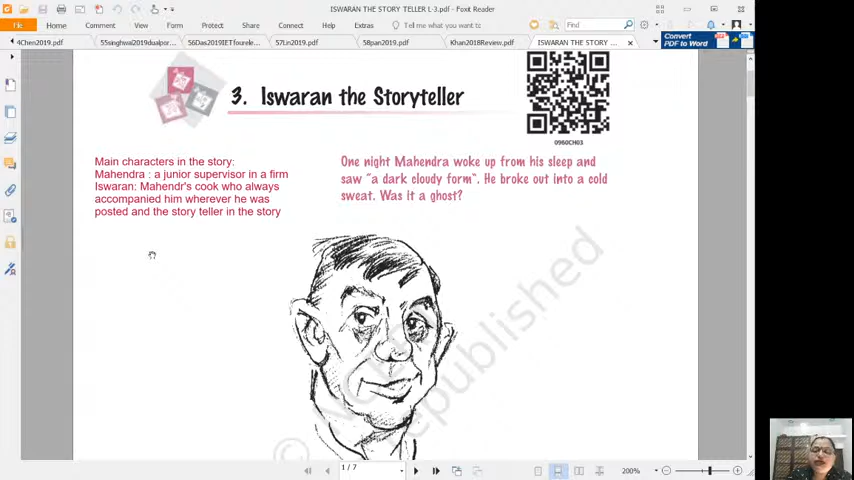 ISWARAN THE STORY TELLER L-3.pdf - Foxit Reader
File Home Comment View Form Protect Share Connect Help Extras Tell me what you want... Find
4Chen2019.pdf 55singhwai2019dualpor... 56Das2019IETfourele... 57Lin2019.pdf 58pan2019.pdf Khan2018Review.pdf ISWARAN THE STORY ...
Convert
PDF to Word
3. Iswaran the Storyteller
0960CH03
Main characters in the story:
Mahendra : a junior supervisor in a firm
Iswaran: Mahendr's cook who always
accompanied him wherever he was
posted and the story teller in the story
One night Mahendra woke up from his sleep and
saw "a dark cloudy form". He broke out into a cold
sweat. Was it a ghost?
republished
1 / 7
200%